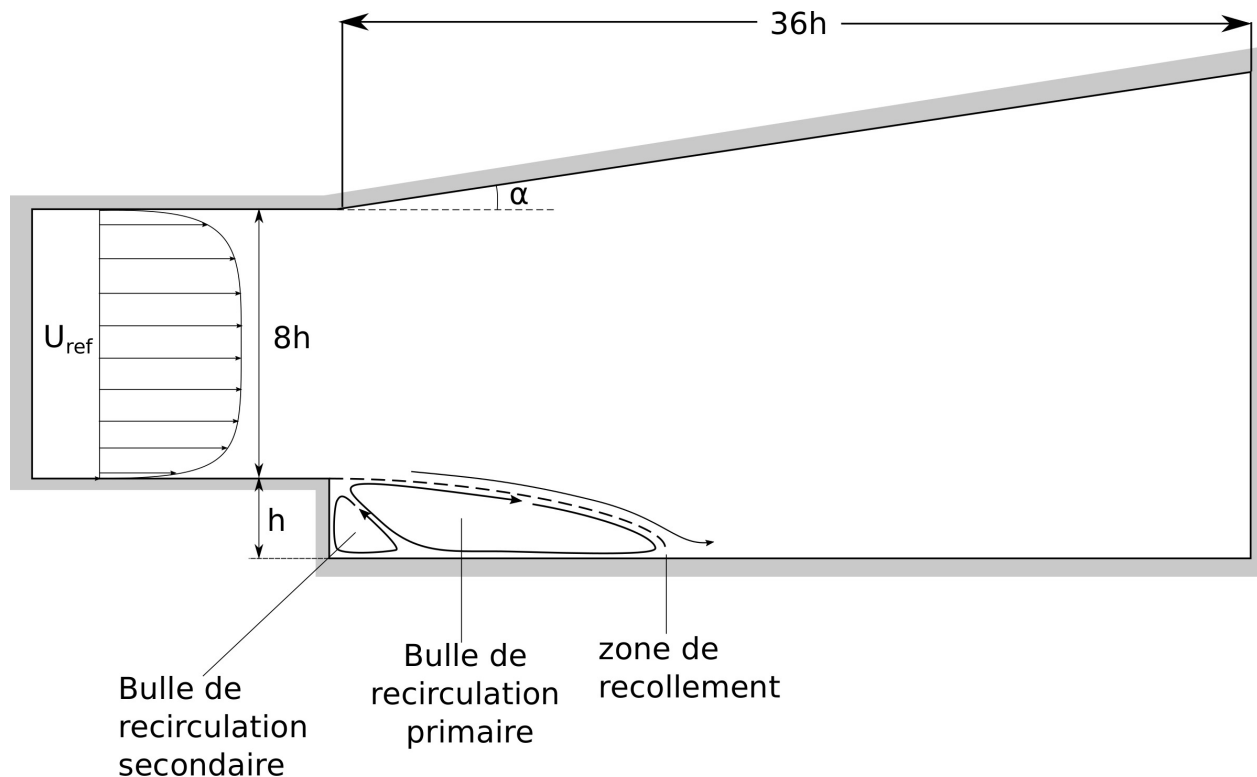 36h
α
U_ref
8h
h
Bulle de
recirculation
primaire
zone de
recollement
Bulle de
recirculation
secondaire